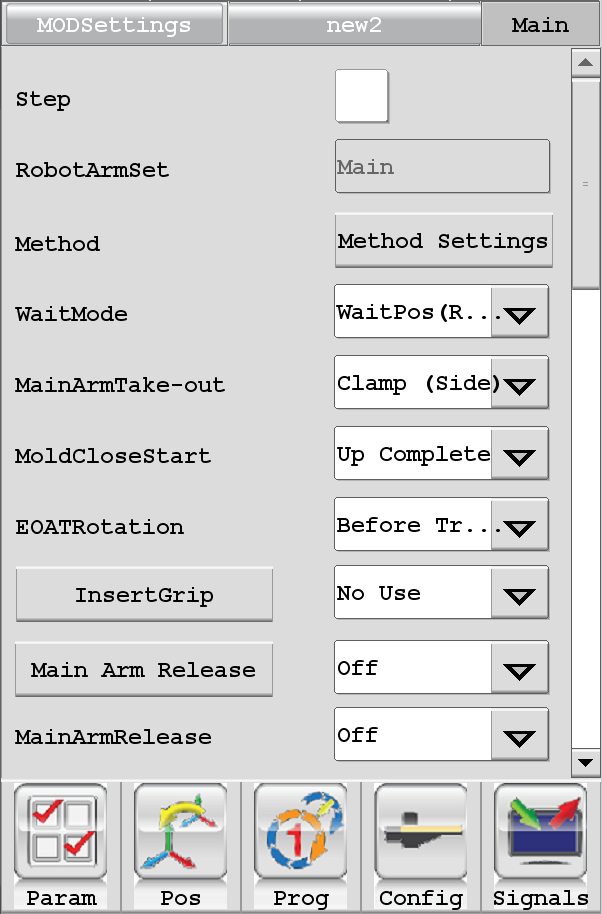 MODSettings new2 Main
Step
RobotArmSet Main
Method Method Settings
WaitMode WaitPos(R...
MainArmTake-out Clamp (Side)
MoldCloseStart Up Complete
EOATRotation Before Tr...
InsertGrip No Use
Main Arm Release Off
MainArmRelease Off
1
Param Pos Prog Config Signals